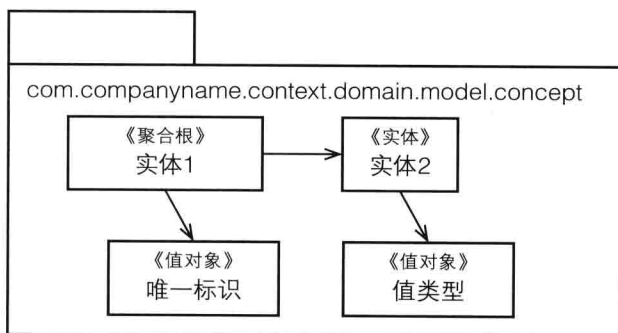 com.companyname.context.domain.model.concept
《聚合根》
实体1
《实体》
实体2
《值对象》
唯一标识
《值对象》
值类型